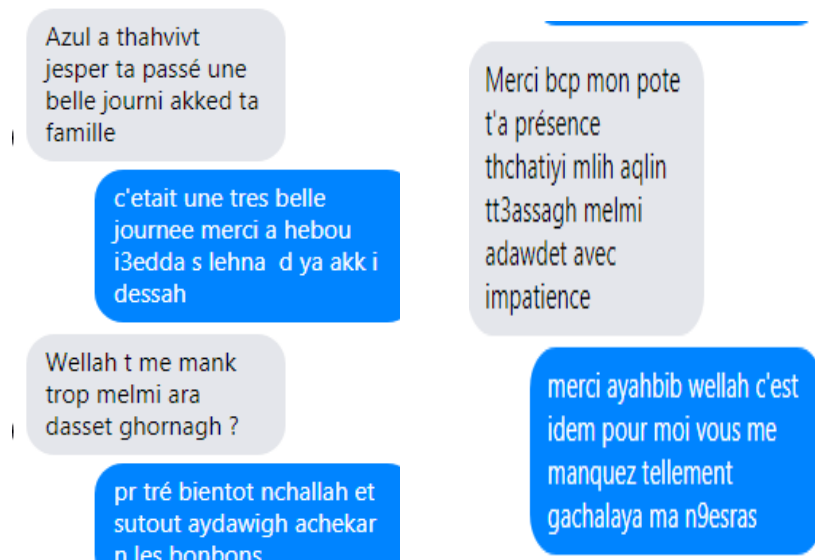 Azul a thahvivt
jesper ta passé une
belle journi akked ta
famille
c'etait une tres belle
journee merci a hebou
i3edda s lehna d ya akk i
dessah
Wellah t me mank
trop melmi ara
dasset ghornagh ?
pr tré bientot nchallah et
sutout aydawigh achekar
n les bonbons
Merci bcp mon pote
t'a présence
thchatiyi mlih aqlin
tt3assagh melmi
adawdet avec
impatience
merci ayahbib wellah c'est
idem pour moi vous me
manquez tellement
gachalaya ma n9esras